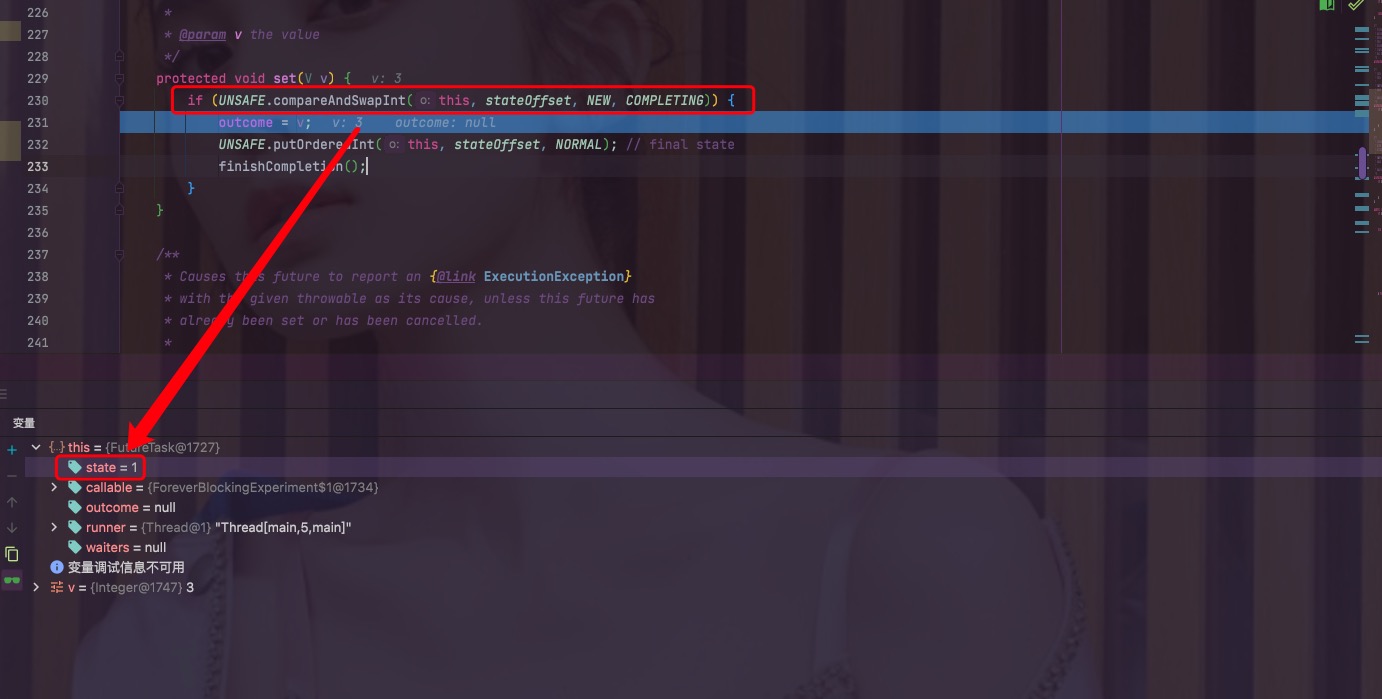 226 *
227 * @param v the value
228 */
229 protected void set(V v) { v: 3
230 if (UNSAFE.compareAndSwapInt( o: this, stateOffset, NEW, COMPLETING)) {
231 outcome = v; v: 3 outcome: null
232 UNSAFE.putOrderedInt( o: this, stateOffset, NORMAL); // final state
233 finishCompletion();
234 }
235 }
236
237 /**
238 * Causes this future to report an {@link ExecutionException}
239 * with the given throwable as its cause, unless this future has
240 * already been set or has been cancelled.
241 *
变量
this = {FutureTask@1727}
state = 1
callable = {ForeverBlockingExperiment$1@1734}
outcome = null
runner = {Thread@1} "Thread[main,5,main]"
waiters = null
变量调试信息不可用
v = {Integer@1747} 3